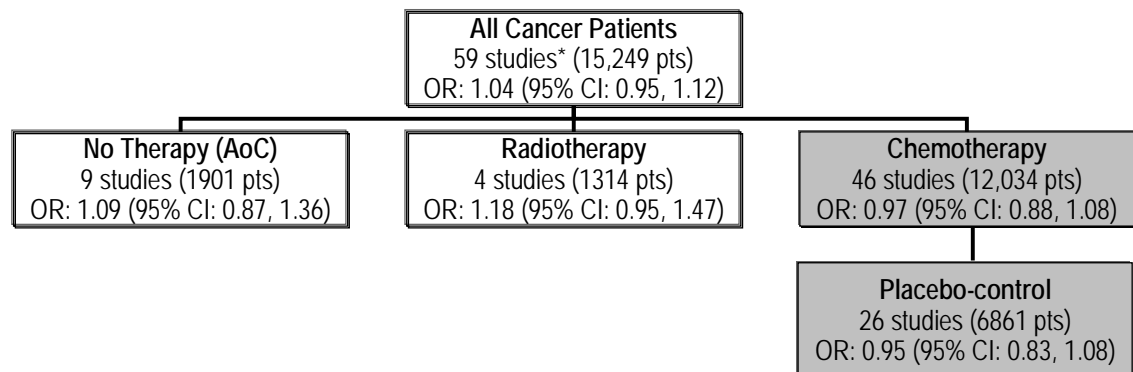 All Cancer Patients
59 studies* (15,249 pts)
OR: 1.04 (95% CI: 0.95, 1.12)
No Therapy (AoC)
9 studies (1901 pts)
OR: 1.09 (95% CI: 0.87, 1.36)
Radiotherapy
4 studies (1314 pts)
OR: 1.18 (95% CI: 0.95, 1.47)
Chemotherapy
46 studies (12,034 pts)
OR: 0.97 (95% CI: 0.88, 1.08)
Placebo-control
26 studies (6861 pts)
OR: 0.95 (95% CI: 0.83, 1.08)